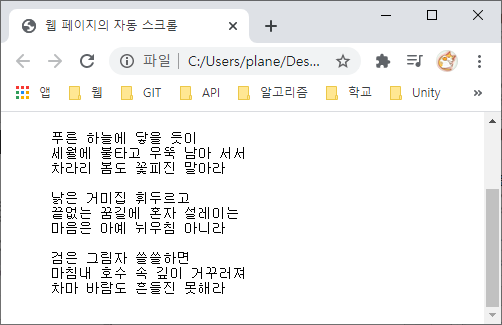 웹 페이지의 자동 스크롤
파일 C:/Users/plane/Des...
앱 웹 GIT API 알고리즘 학교 Unity
푸른 하늘에 닿을 듯이
세월에 불타고 우뚝 남아 서서
차라리 봄도 꽃피진 말아라
낡은 거미집 휘두르고
끝없는 꿈길에 혼자 설레이는
마음은 아예 뉘우침 아니라
검은 그림자 쓸쓸하면
마침내 호수 속 깊이 거꾸러져
차마 바람도 흔들진 못해라